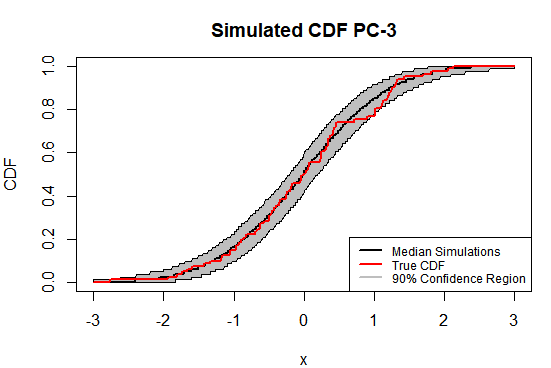 Simulated CDF PC-3
CDF
1.0
0.8
0.6
0.4
0.2
0.0
Median Simulations
True CDF
90% Confidence Region
-3 -2 -1 0 1 2 3
x